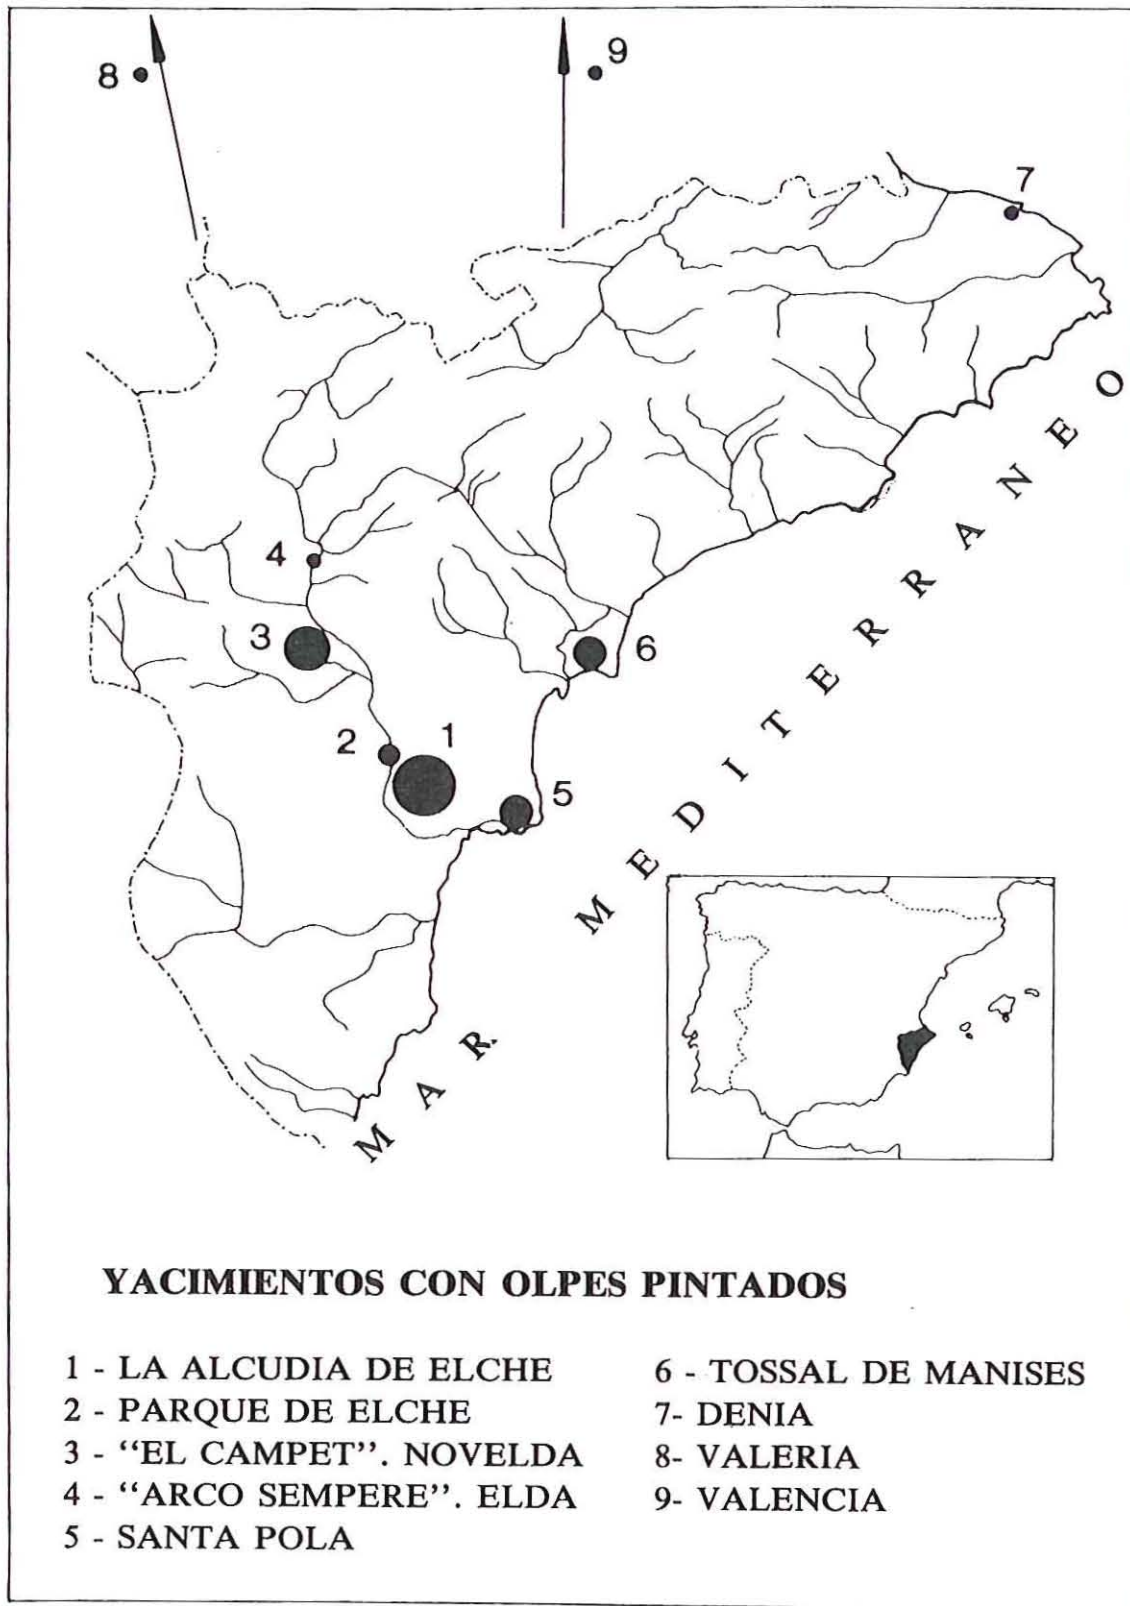 8
9
7
4
3
6
2
1
5
MAR MEDITERRANEO
YACIMIENTOS CON OLPES PINTADOS
1 - LA ALCUDIA DE ELCHE
2 - PARQUE DE ELCHE
3 - “EL CAMPET”. NOVELDA
4 - “ARCO SEMPERE”. ELDA
5 - SANTA POLA
6 - TOSSAL DE MANISES
7- DENIA
8- VALERIA
9- VALENCIA